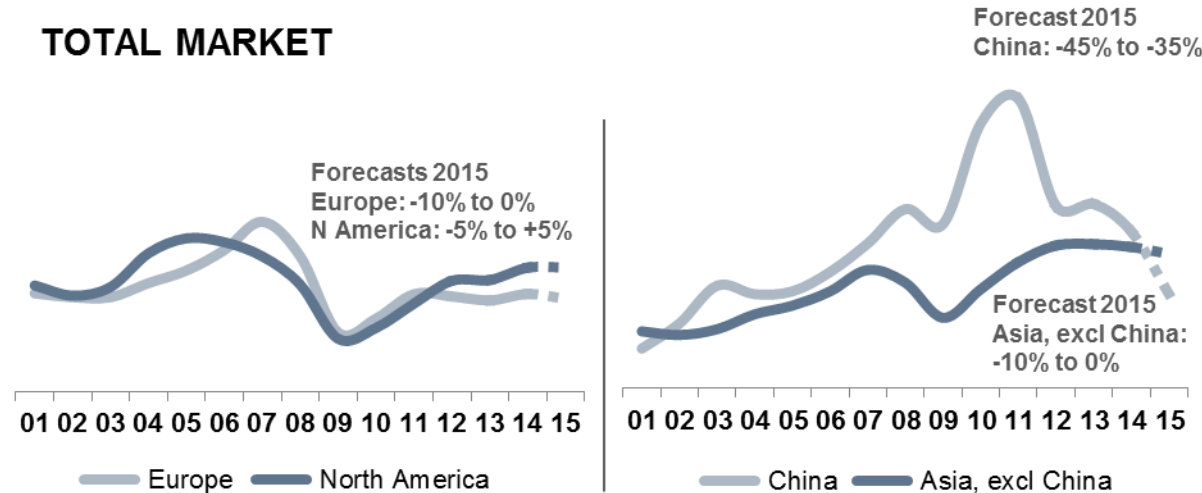 TOTAL MARKET
Forecasts 2015
Europe: -10% to 0%
N America: -5% to +5%
01 02 03 04 05 06 07 08 09 10 11 12 13 14 15
Europe North America
Forecast 2015
China: -45% to -35%
Forecast 2015
Asia, excl China:
-10% to 0%
01 02 03 04 05 06 07 08 09 10 11 12 13 14 15
China Asia, excl China